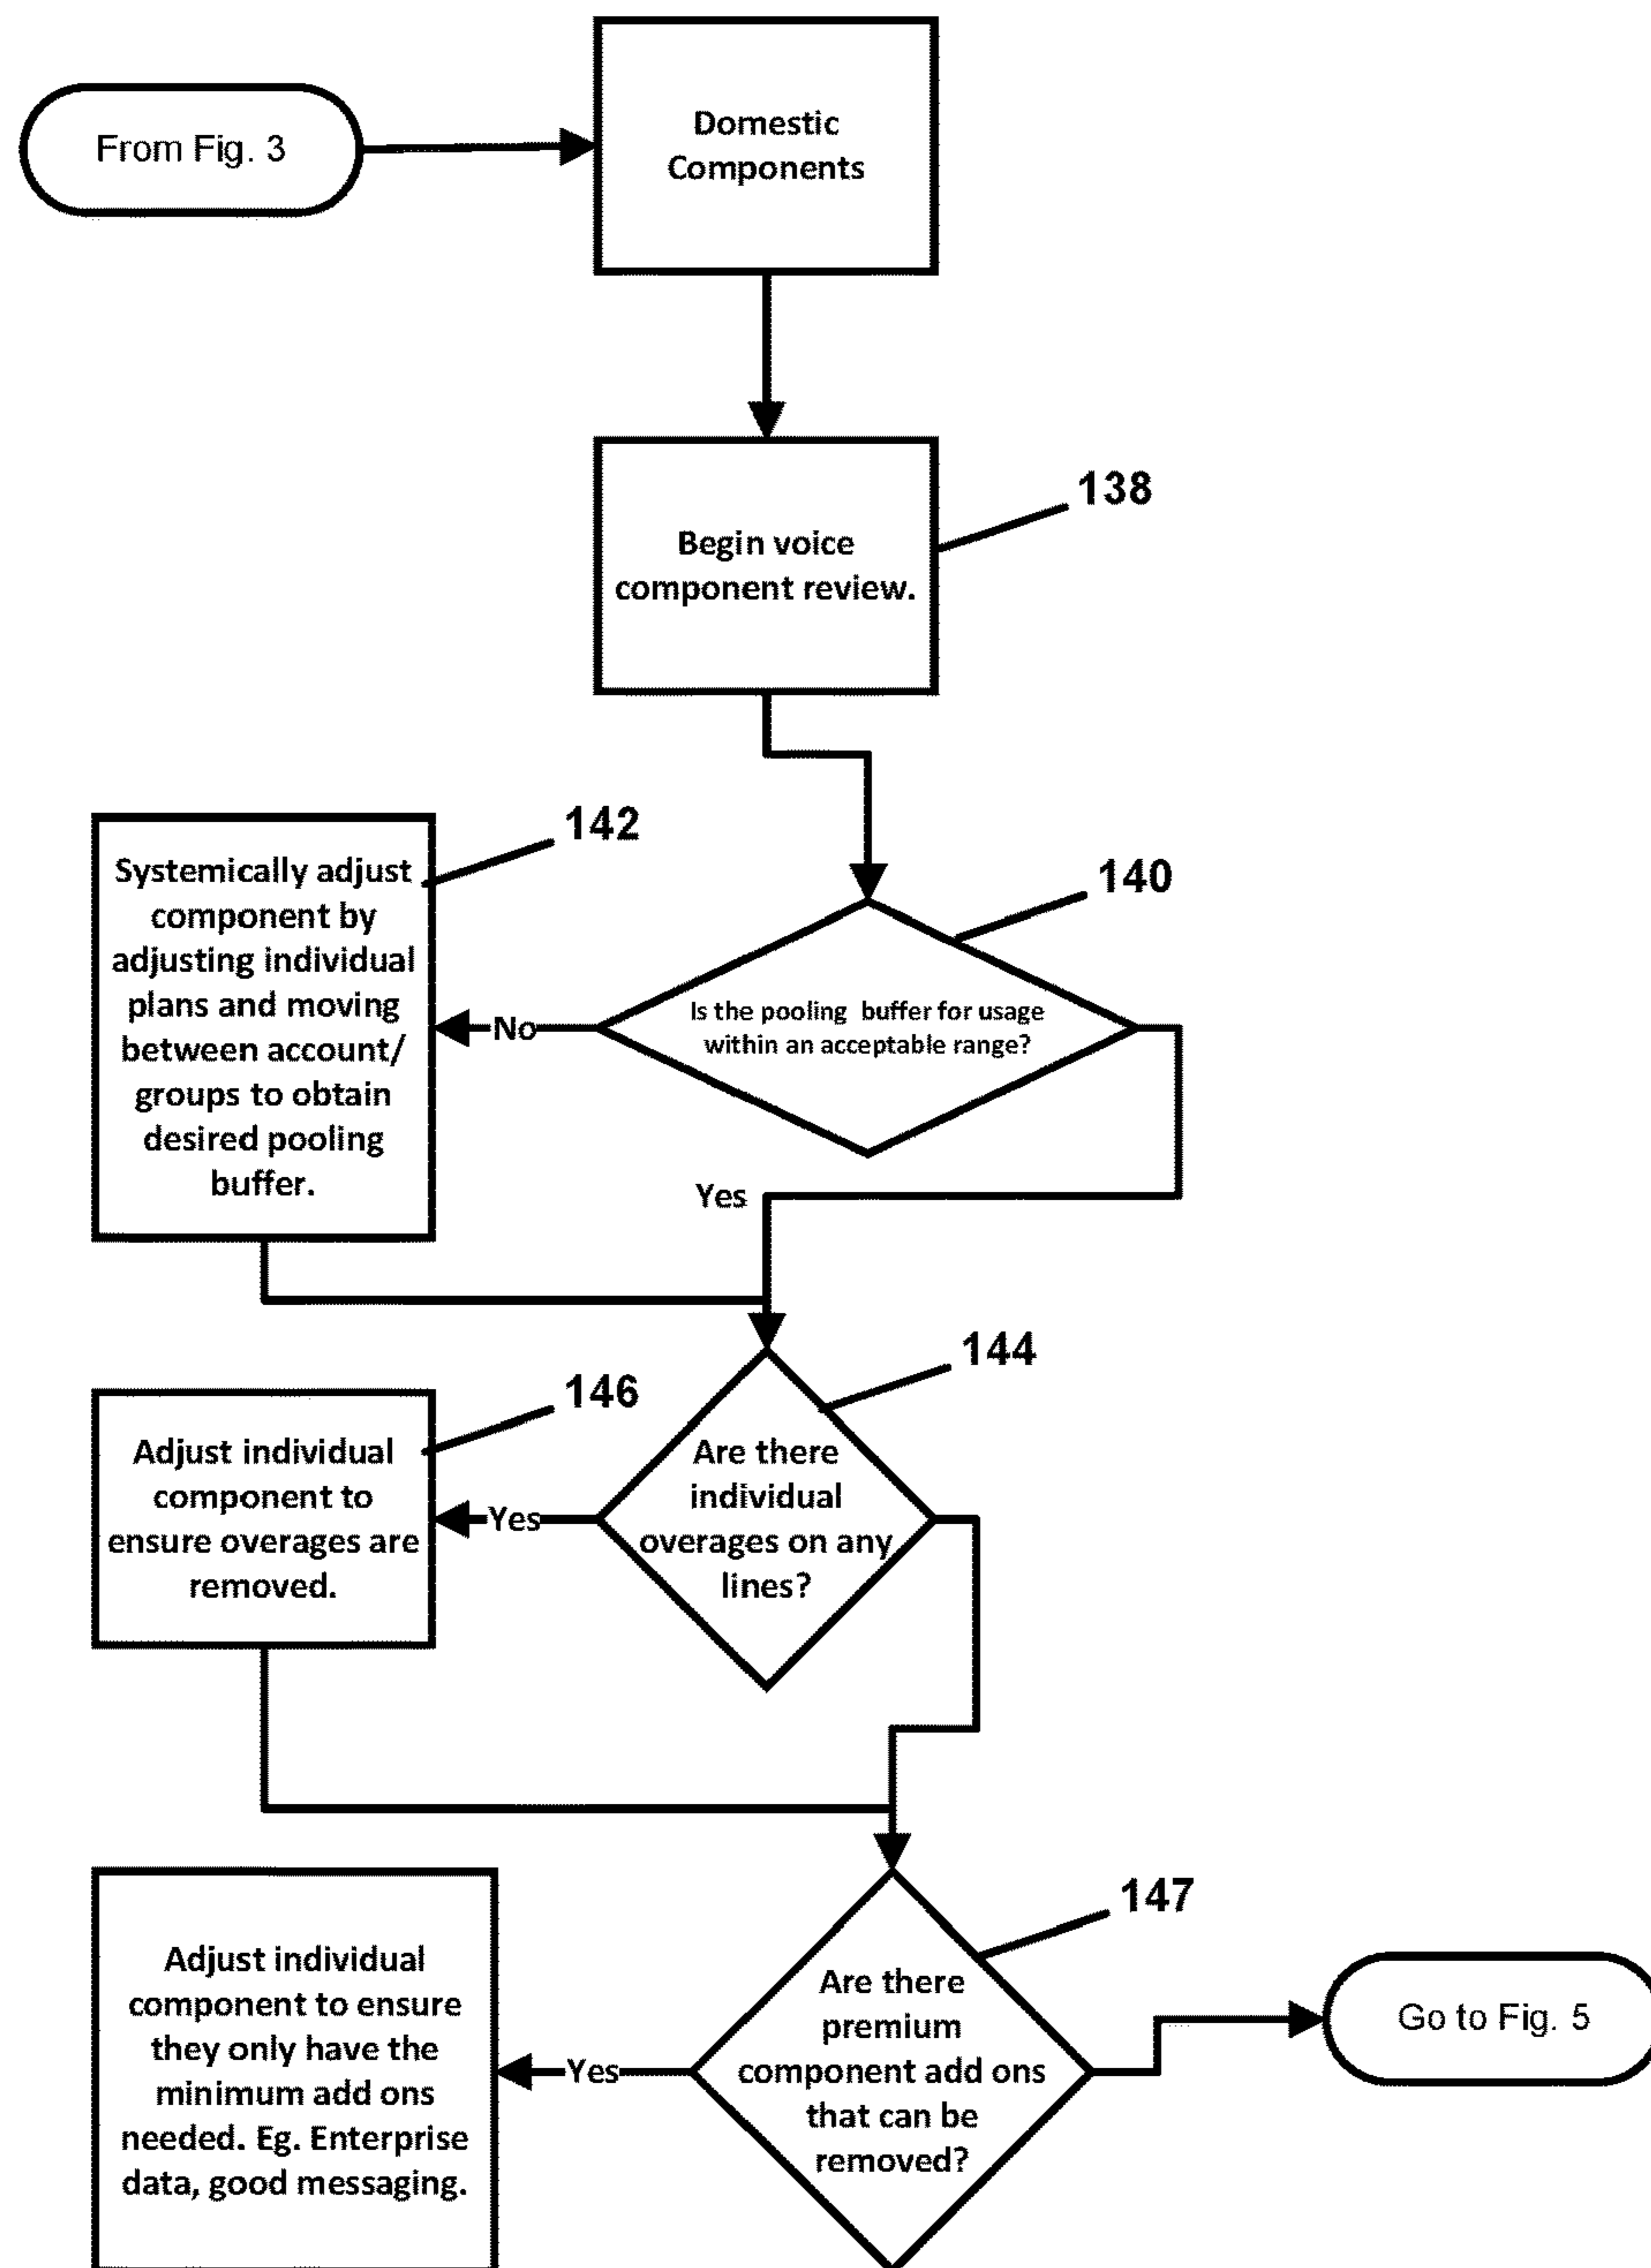 From Fig. 3
Domestic
Components
138
Begin voice
component review.
142
Systemically adjust
component by
adjusting individual
plans and moving
between account/
groups to obtain
desired pooling
buffer.
140
No
Is the pooling buffer for usage
within an acceptable range?
Yes
144
146
Adjust individual
component to
ensure overages are
removed.
Yes
Are there
individual
overages on any
lines?
147
Adjust individual
component to ensure
they only have the
minimum add ons
needed. Eg. Enterprise
data, good messaging.
Yes
Are there
premium
component add ons
that can be
removed?
Go to Fig. 5